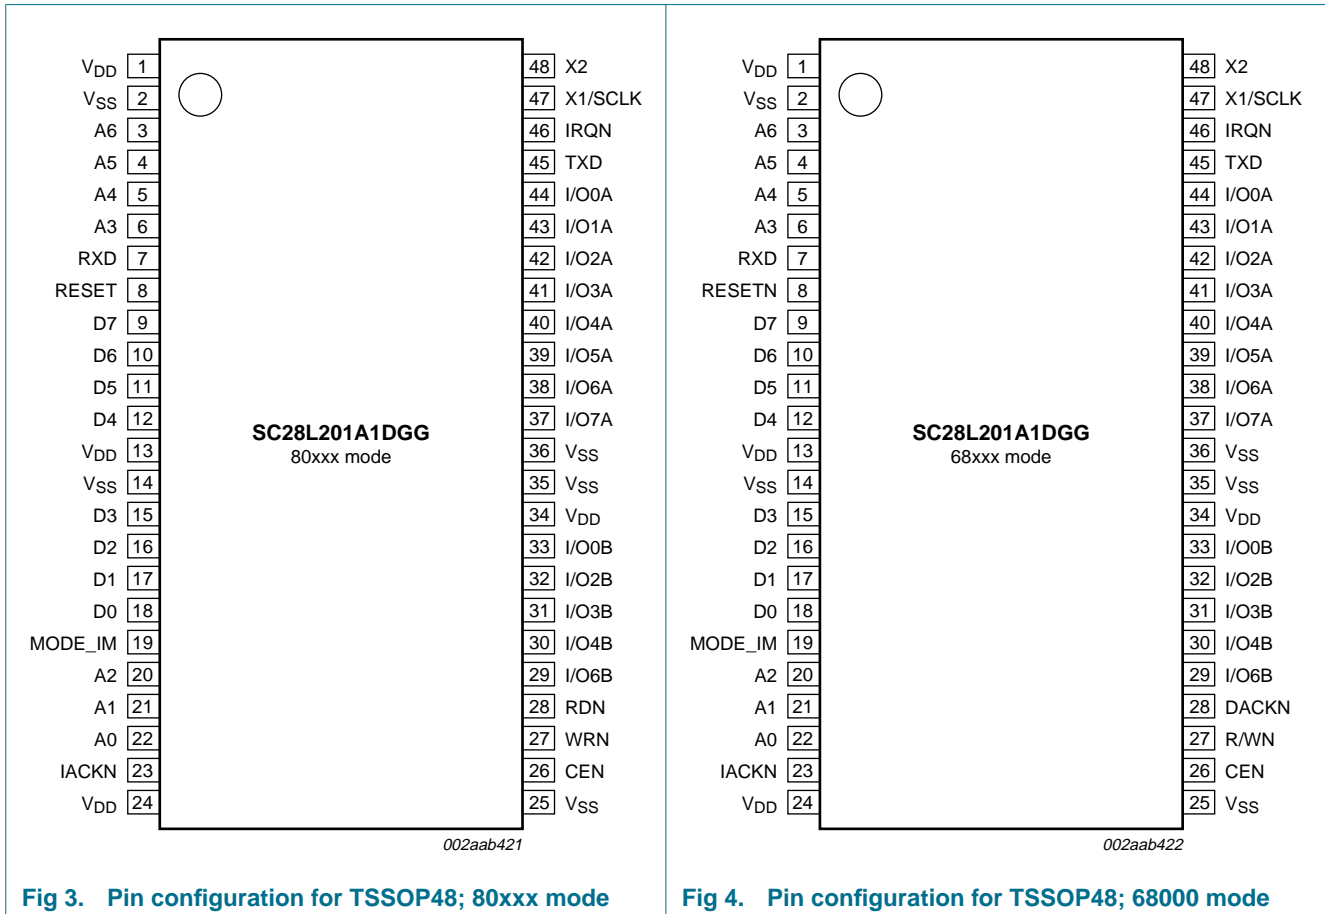 VDD 1 48 X2
VSS 2 47 X1/SCLK
A6 3 46 IRQN
A5 4 45 TXD
A4 5 44 I/O0A
A3 6 43 I/O1A
RXD 7 42 I/O2A
RESET 8 41 I/O3A
D7 9 40 I/O4A
D6 10 39 I/O5A
D5 11 38 I/O6A
D4 12 37 I/O7A
SC28L201A1DGG
80xxx mode
VDD 13 36 VSS
VSS 14 35 VSS
D3 15 34 VDD
D2 16 33 I/O0B
D1 17 32 I/O2B
D0 18 31 I/O3B
MODE_IM 19 30 I/O4B
A2 20 29 I/O6B
A1 21 28 RDN
A0 22 27 WRN
IACKN 23 26 CEN
VDD 24 25 VSS
002aab421
Fig 3. Pin configuration for TSSOP48; 80xxx mode
VDD 1 48 X2
VSS 2 47 X1/SCLK
A6 3 46 IRQN
A5 4 45 TXD
A4 5 44 I/O0A
A3 6 43 I/O1A
RXD 7 42 I/O2A
RESETN 8 41 I/O3A
D7 9 40 I/O4A
D6 10 39 I/O5A
D5 11 38 I/O6A
D4 12 37 I/O7A
SC28L201A1DGG
68xxx mode
VDD 13 36 VSS
VSS 14 35 VSS
D3 15 34 VDD
D2 16 33 I/O0B
D1 17 32 I/O2B
D0 18 31 I/O3B
MODE_IM 19 30 I/O4B
A2 20 29 I/O6B
A1 21 28 DACKN
A0 22 27 R/WN
IACKN 23 26 CEN
VDD 24 25 VSS
002aab422
Fig 4. Pin configuration for TSSOP48; 68000 mode